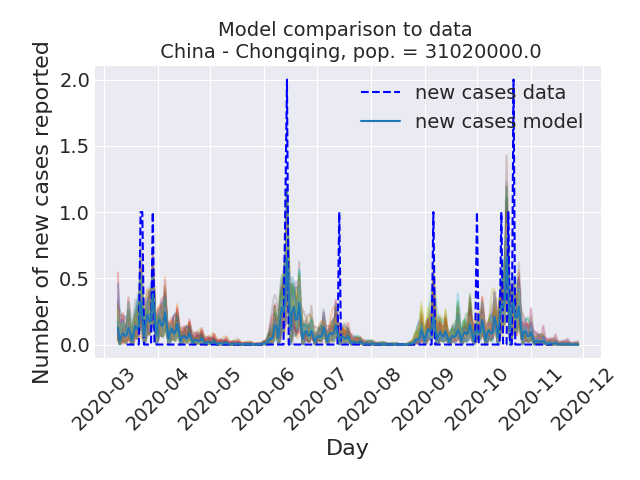 Model comparison to data
China - Chongqing, pop. = 31020000.0
new cases data
new cases model
Number of new cases reported
2.0
1.5
1.0
0.5
0.0
2020-03
2020-04
2020-05
2020-06
2020-07
2020-08
2020-09
2020-10
2020-11
2020-12
Day